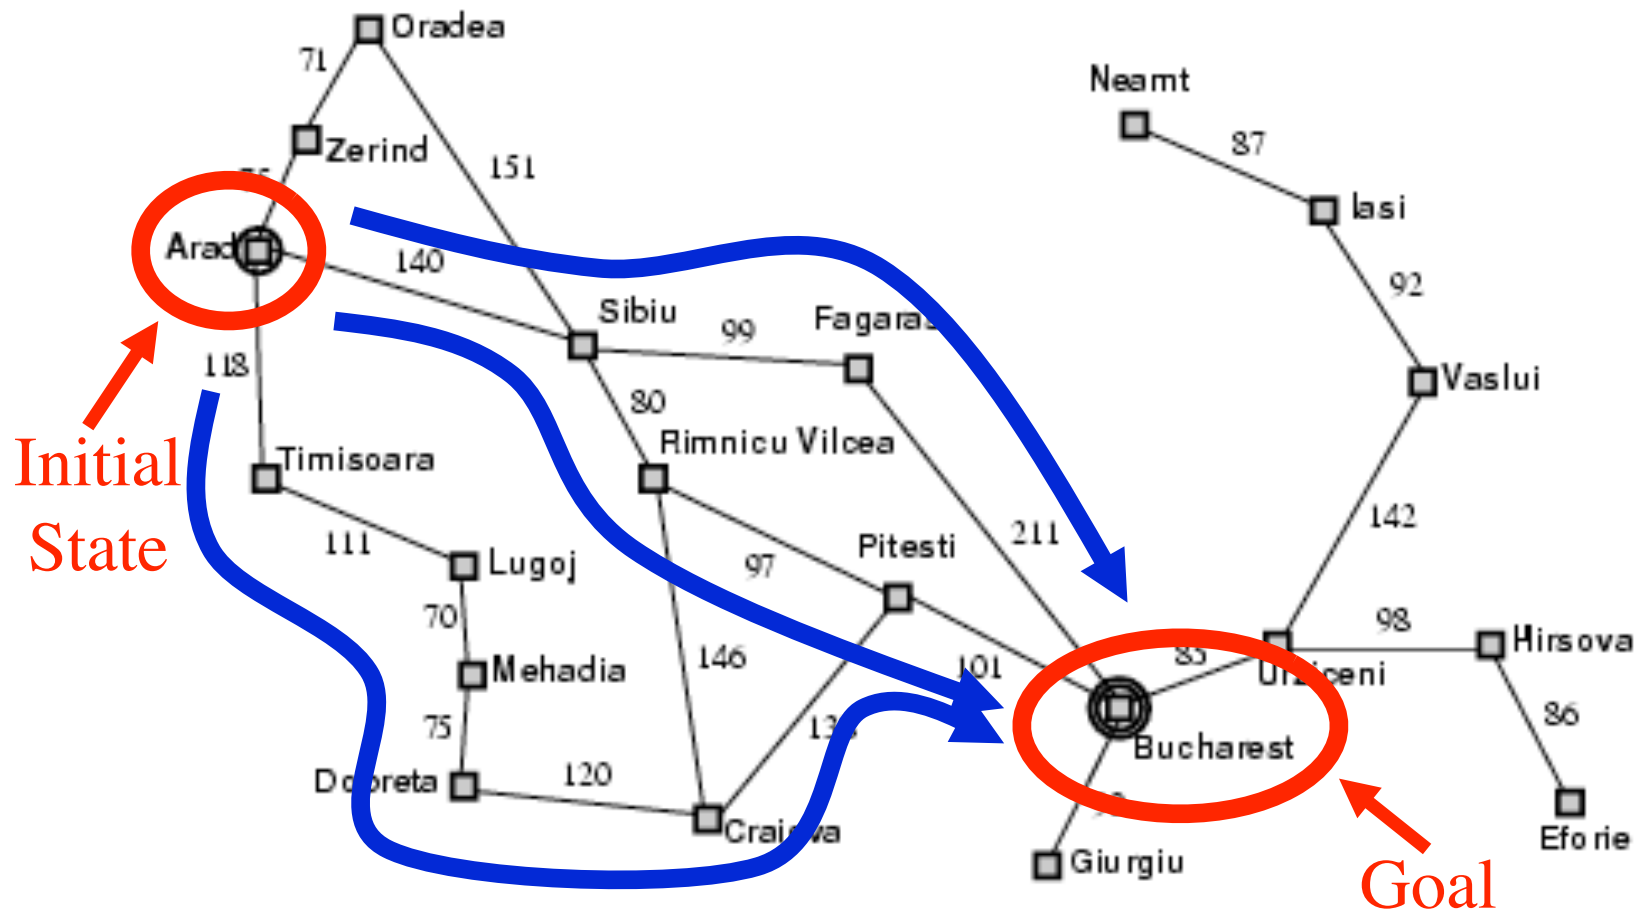 Oradea
71
Neamt
87
Zerind
151
Iasi
Arad
140
92
Sibiu
99
Fagaras
118
Vaslui
80
Initial
State
Timisoara
Rimnicu Vilcea
211
142
111
Lugoj
97
Pitesti
70
146
Mehadia
101
85
98
Hirsova
Urziceni
75
86
Bucharest
Dobreta
120
Craiova
Eforie
Giurgiu
Goal